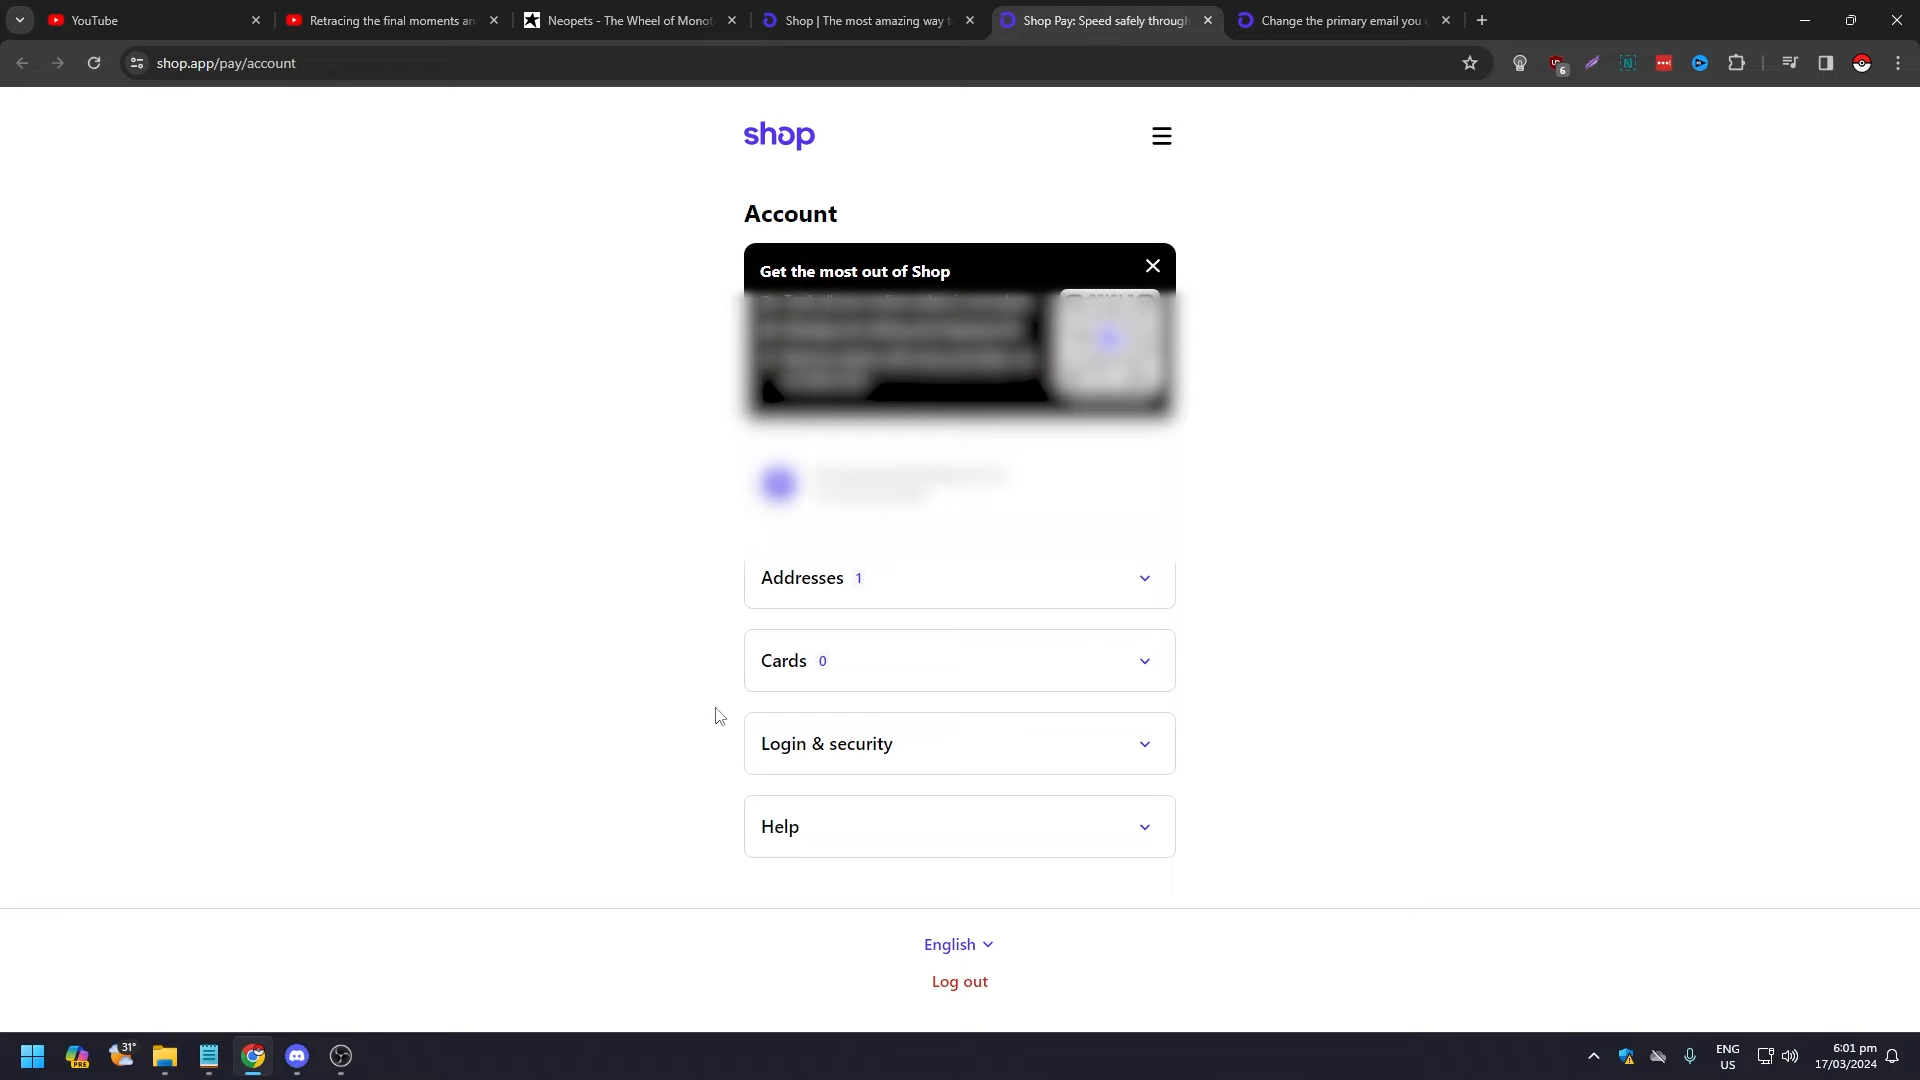 YouTube
Retracing the final moments an
Neopets - The Wheel of Monot
Shop | The most amazing way t
Shop Pay: Speed safely through
Change the primary email you
shop.app/pay/account
6
shop
Account
Get the most out of Shop
Addresses 1
Cards 0
Login & security
Help
English
Log out
PRE
31°
ENG
US
6:01 pm
17/03/2024